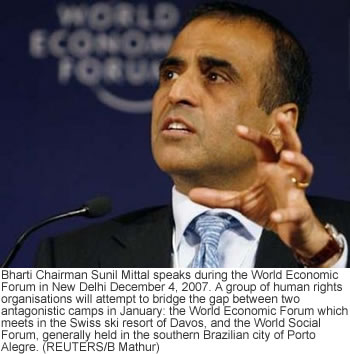 WORLD
ECONOMIC
FORUM
Bharti Chairman Sunil Mittal speaks during the World Economic
Forum in New Delhi December 4, 2007. A group of human rights
organisations will attempt to bridge the gap between two
antagonistic camps in January: the World Economic Forum which
meets in the Swiss ski resort of Davos, and the World Social
Forum, generally held in the southern Brazilian city of Porto
Alegre. (REUTERS/B Mathur)